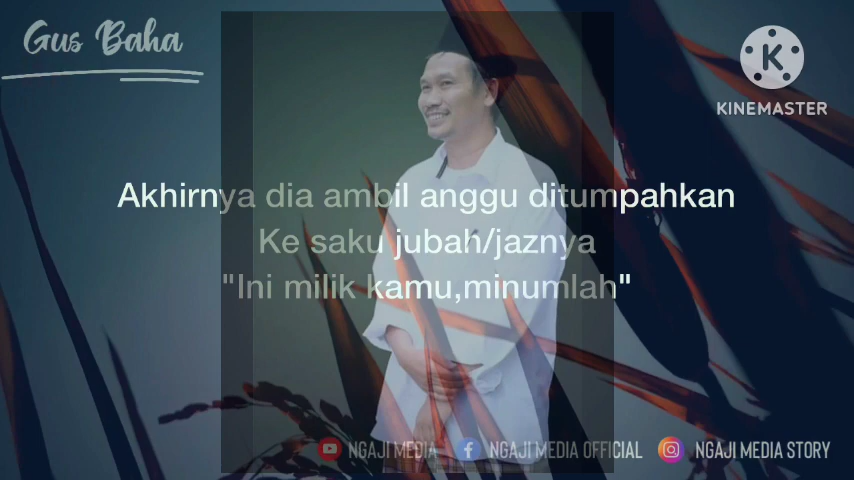 Gus Baha
KINEMASTER
Akhirnya dia ambil anggu ditumpahkan
Ke saku jubah/jaznya
"Ini milik kamu,minumlah"
NGAJI MEDIA NGAJI MEDIA OFFICIAL NGAJI MEDIA STORY